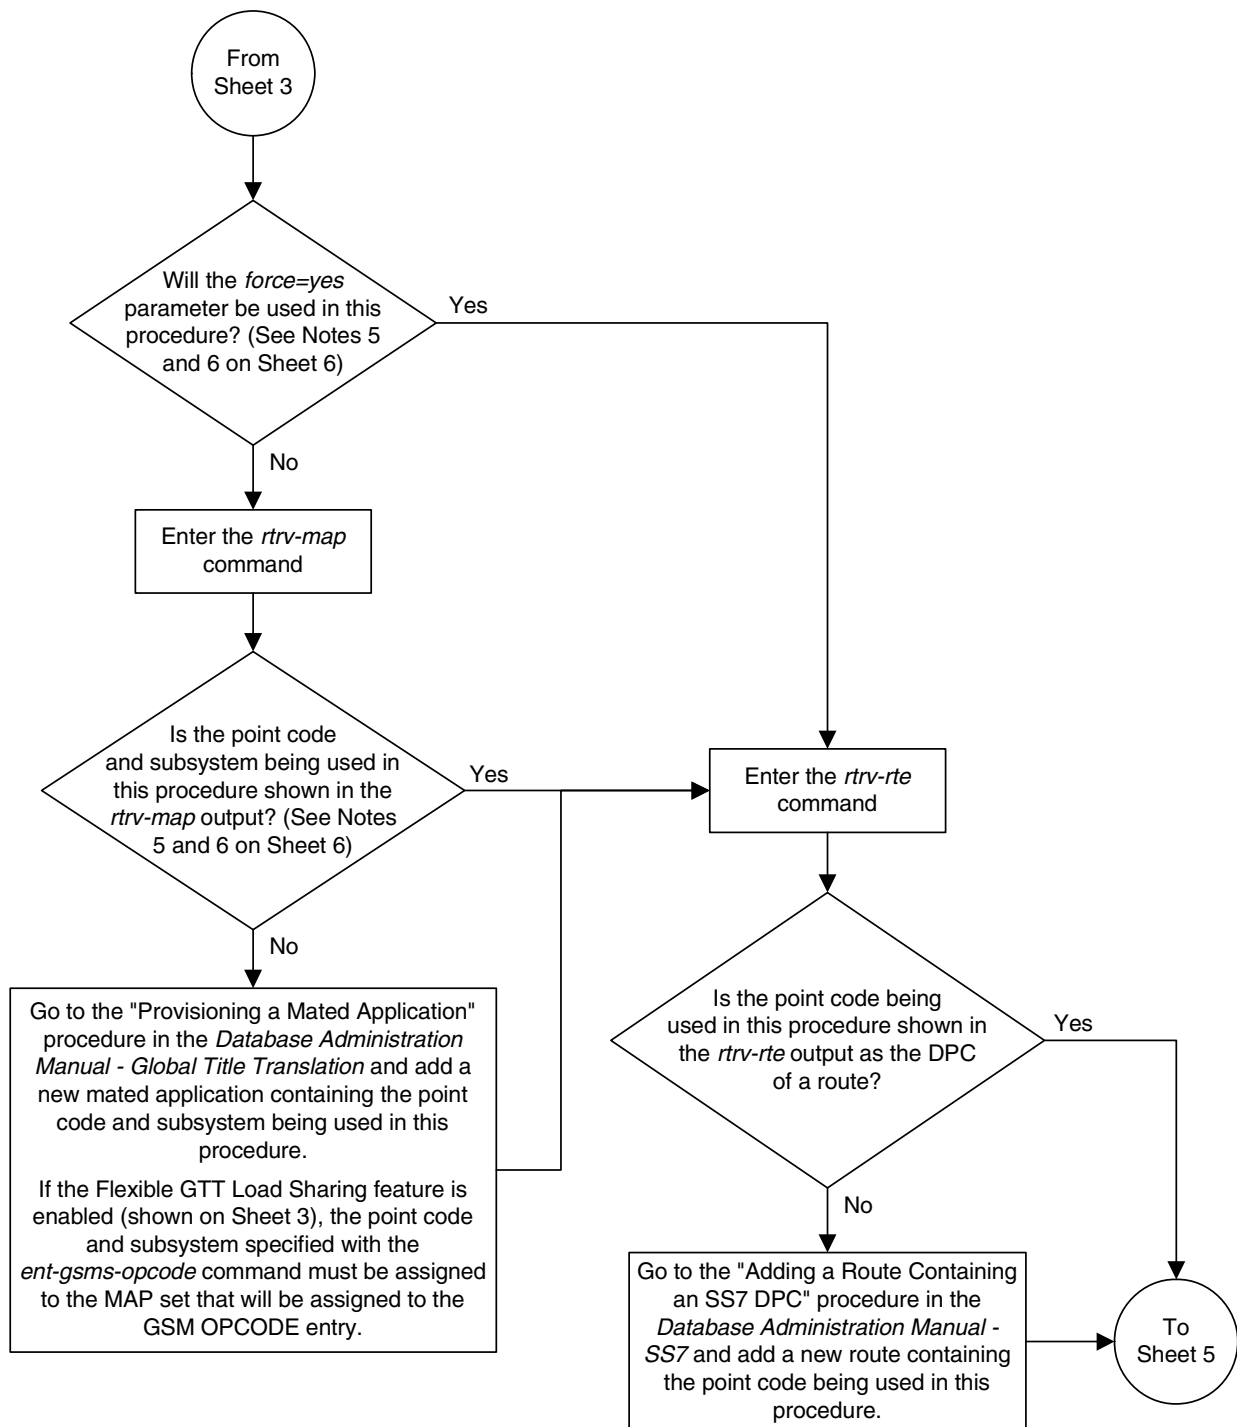 From
Sheet 3
Will the force=yes
parameter be used in this
procedure? (See Notes 5
and 6 on Sheet 6)
Yes
No
Enter the rtrv-map
command
Is the point code
and subsystem being used in
this procedure shown in the
rtrv-map output? (See Notes
5 and 6 on Sheet 6)
Yes
No
Go to the "Provisioning a Mated Application"
procedure in the Database Administration
Manual - Global Title Translation and add a
new mated application containing the point
code and subsystem being used in this
procedure.
If the Flexible GTT Load Sharing feature is
enabled (shown on Sheet 3), the point code
and subsystem specified with the
ent-gsms-opcode command must be assigned
to the MAP set that will be assigned to the
GSM OPCODE entry.
Enter the rtrv-rte
command
Is the point code being
used in this procedure shown in
the rtrv-rte output as the DPC
of a route?
Yes
No
Go to the "Adding a Route Containing
an SS7 DPC" procedure in the
Database Administration Manual -
SS7 and add a new route containing
the point code being used in this
procedure.
To
Sheet 5